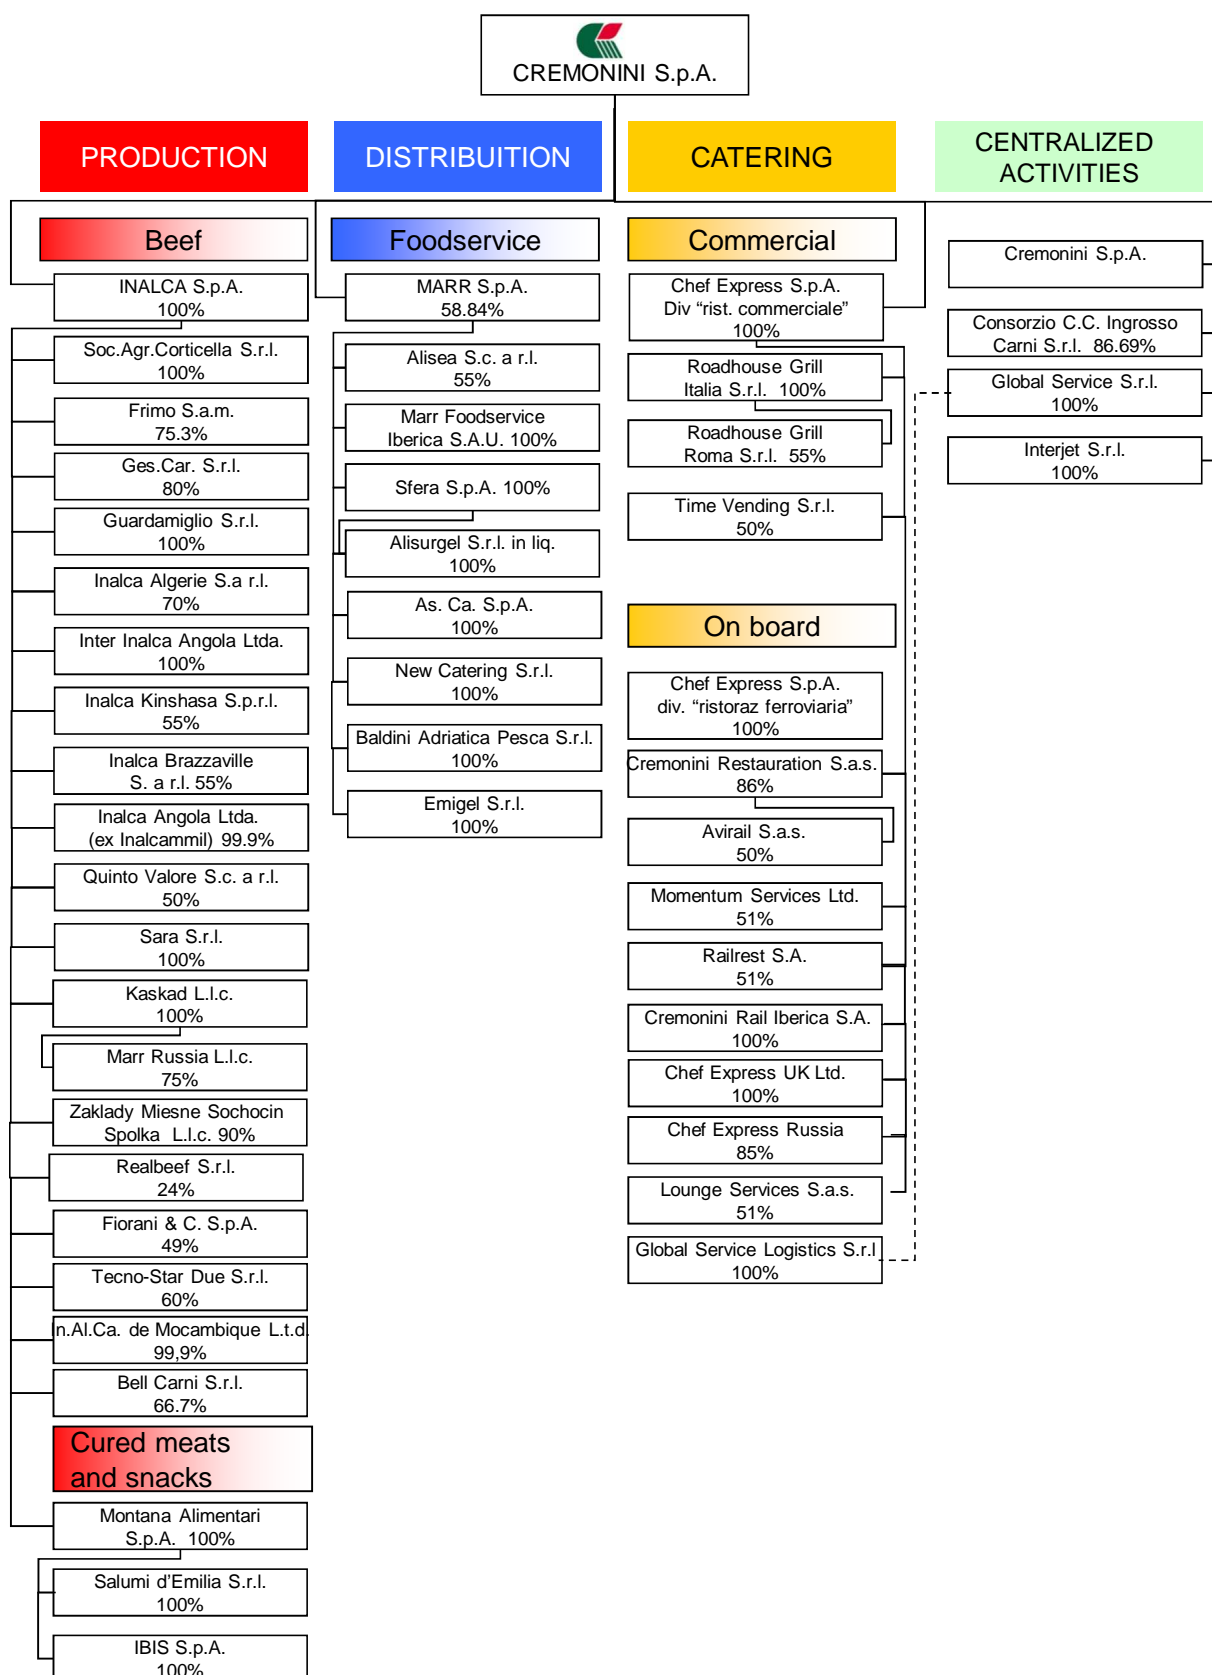 CREMONINI S.p.A.
PRODUCTION
DISTRIBUITION
CATERING
CENTRALIZED
ACTIVITIES
Beef
INALCA S.p.A.
100%
Soc.Agr.Corticella S.r.l.
100%
Frimo S.a.m.
75.3%
Ges.Car. S.r.l.
80%
Guardamiglio S.r.l.
100%
Inalca Algerie S.a r.l.
70%
Inter Inalca Angola Ltda.
100%
Inalca Kinshasa S.p.r.l.
55%
Inalca Brazzaville
S. a r.l. 55%
Inalca Angola Ltda.
(ex Inalcammil) 99.9%
Quinto Valore S.c. a r.l.
50%
Sara S.r.l.
100%
Kaskad L.l.c.
100%
Marr Russia L.l.c.
75%
Zaklady Miesne Sochocin
Spolka L.l.c. 90%
Realbeef S.r.l.
24%
Fiorani & C. S.p.A.
49%
Tecno-Star Due S.r.l.
60%
In.Al.Ca. de Mocambique L.t.d.
99,9%
Bell Carni S.r.l.
66.7%
Cured meats
and snacks
Montana Alimentari
S.p.A. 100%
Salumi d'Emilia S.r.l.
100%
IBIS S.p.A.
100%
Foodservice
MARR S.p.A.
58.84%
Alisea S.c. a r.l.
55%
Marr Foodservice
Iberica S.A.U. 100%
Sfera S.p.A. 100%
Alisurgel S.r.l. in liq.
100%
As. Ca. S.p.A.
100%
New Catering S.r.l.
100%
Baldini Adriatica Pesca S.r.l.
100%
Emigel S.r.l.
100%
Commercial
Chef Express S.p.A.
Div “rist. commerciale”
100%
Roadhouse Grill
Italia S.r.l. 100%
Roadhouse Grill
Roma S.r.l. 55%
Time Vending S.r.l.
50%
On board
Chef Express S.p.A.
div. “ristoraz ferroviaria”
100%
Cremonini Restauration S.a.s.
86%
Avirail S.a.s.
50%
Momentum Services Ltd.
51%
Railrest S.A.
51%
Cremonini Rail Iberica S.A.
100%
Chef Express UK Ltd.
100%
Chef Express Russia
85%
Lounge Services S.a.s.
51%
Global Service Logistics S.r.l
100%
Cremonini S.p.A.
Consorzio C.C. Ingrosso
Carni S.r.l. 86.69%
Global Service S.r.l.
100%
Interjet S.r.l.
100%